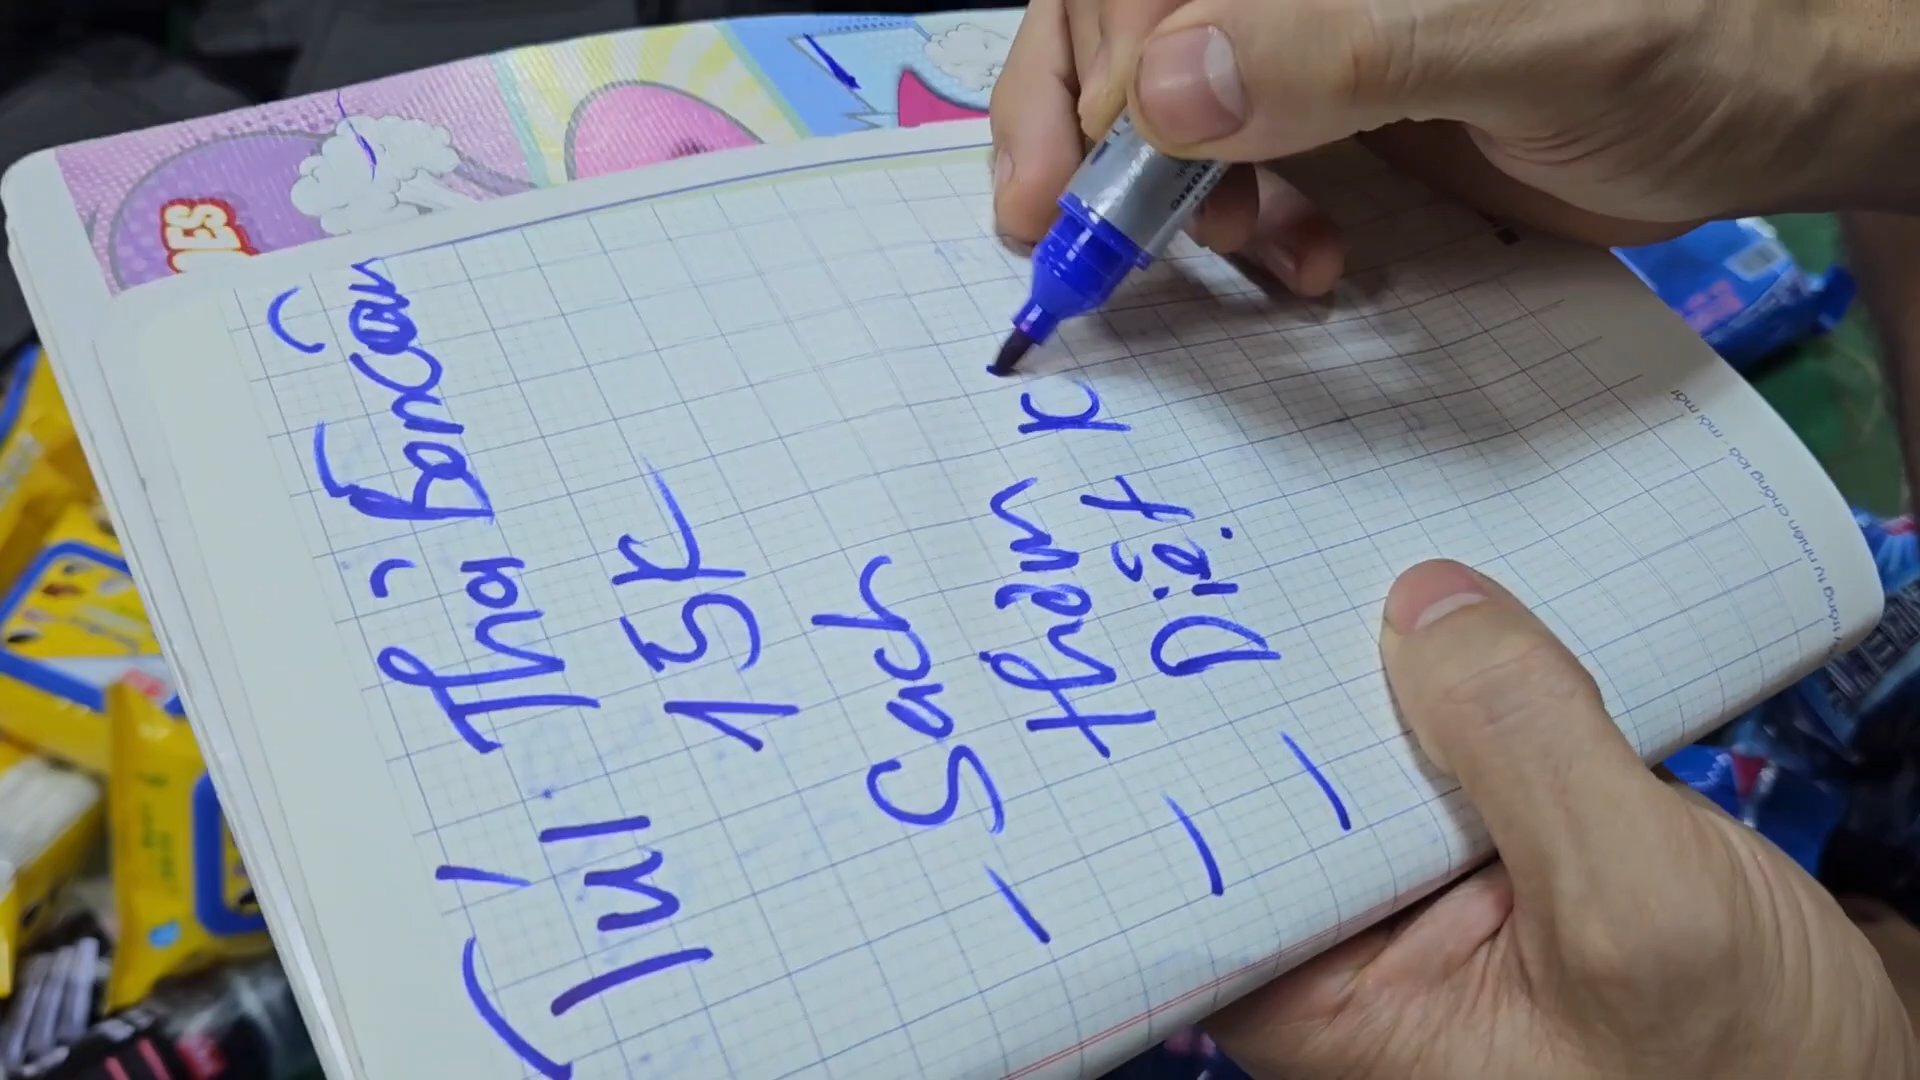 Túi Thả Bồn cầu
15K
- Sạch
- Thơm
- Diệt K